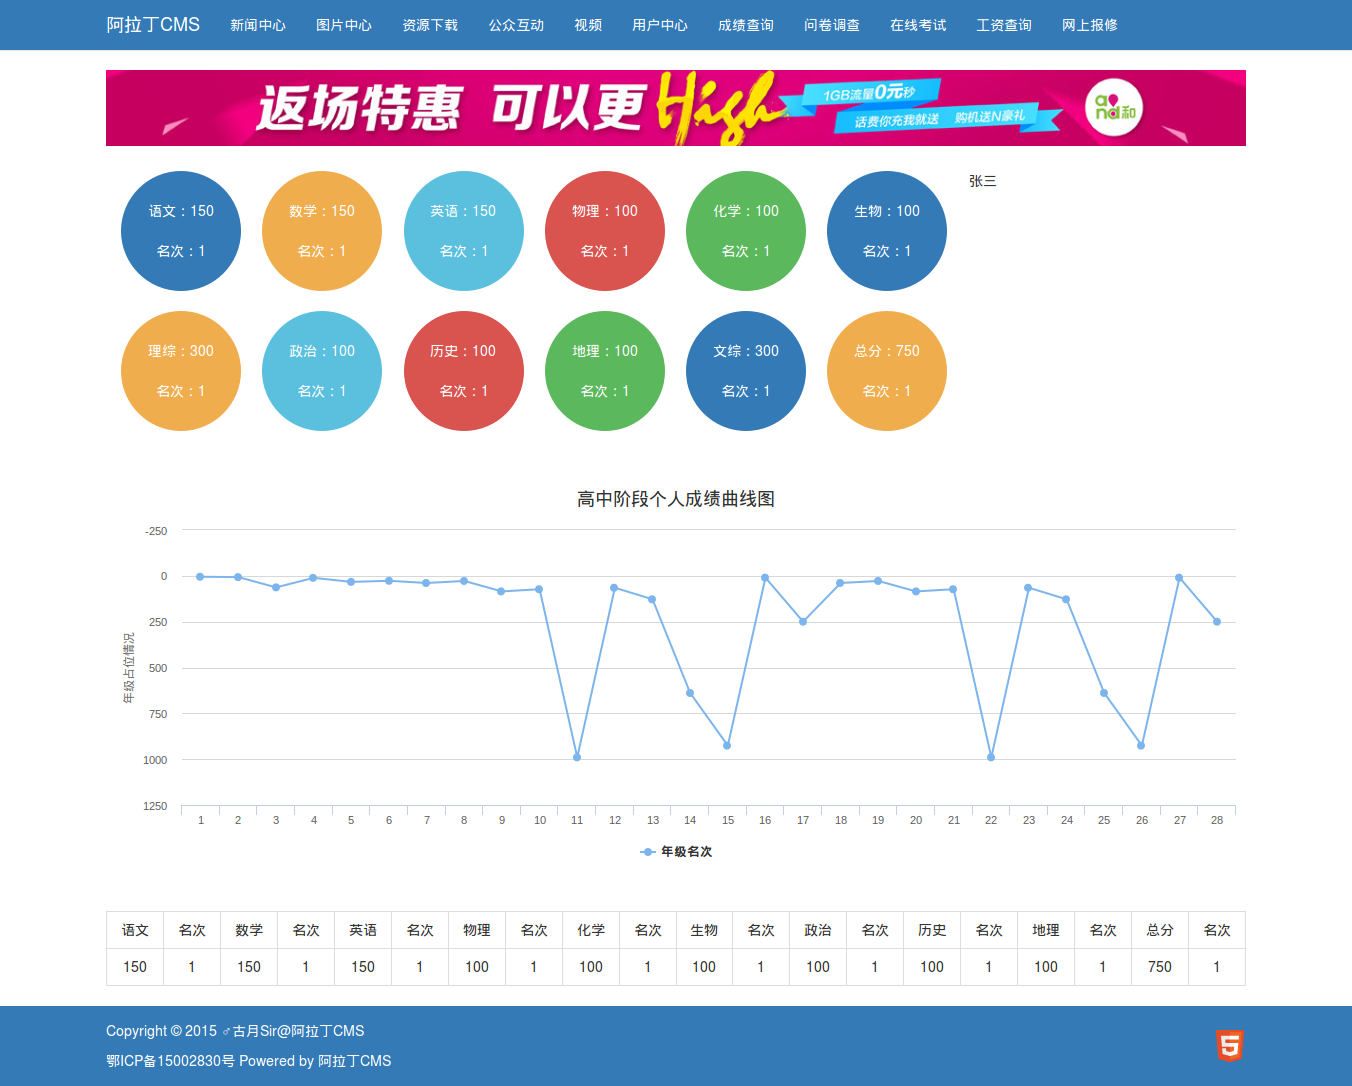 阿拉丁CMS 新闻中心 图片中心 资源下载 公众互动 视频 用户中心 成绩查询 问卷调查 在线考试 工资查询 网上报修
返场特惠 可以更High 1GB流量0元秒 话费你充我就送 购机送N豪礼 and和
语文：150 数学：150 英语：150 物理：100 化学：100 生物：100 张三
名次：1 名次：1 名次：1 名次：1 名次：1 名次：1
理综：300 政治：100 历史：100 地理：100 文综：300 总分：750
名次：1 名次：1 名次：1 名次：1 名次：1 名次：1
高中阶段个人成绩曲线图
年级占位情况
-250
0
250
500
750
1000
1250
1 2 3 4 5 6 7 8 9 10 11 12 13 14 15 16 17 18 19 20 21 22 23 24 25 26 27 28
年级名次
语文 名次 数学 名次 英语 名次 物理 名次 化学 名次 生物 名次 政治 名次 历史 名次 地理 名次 总分 名次
150 1 150 1 150 1 100 1 100 1 100 1 100 1 100 1 100 1 750 1
Copyright © 2015 ♂古月Sir@阿拉丁CMS
鄂ICP备15002830号 Powered by 阿拉丁CMS
5